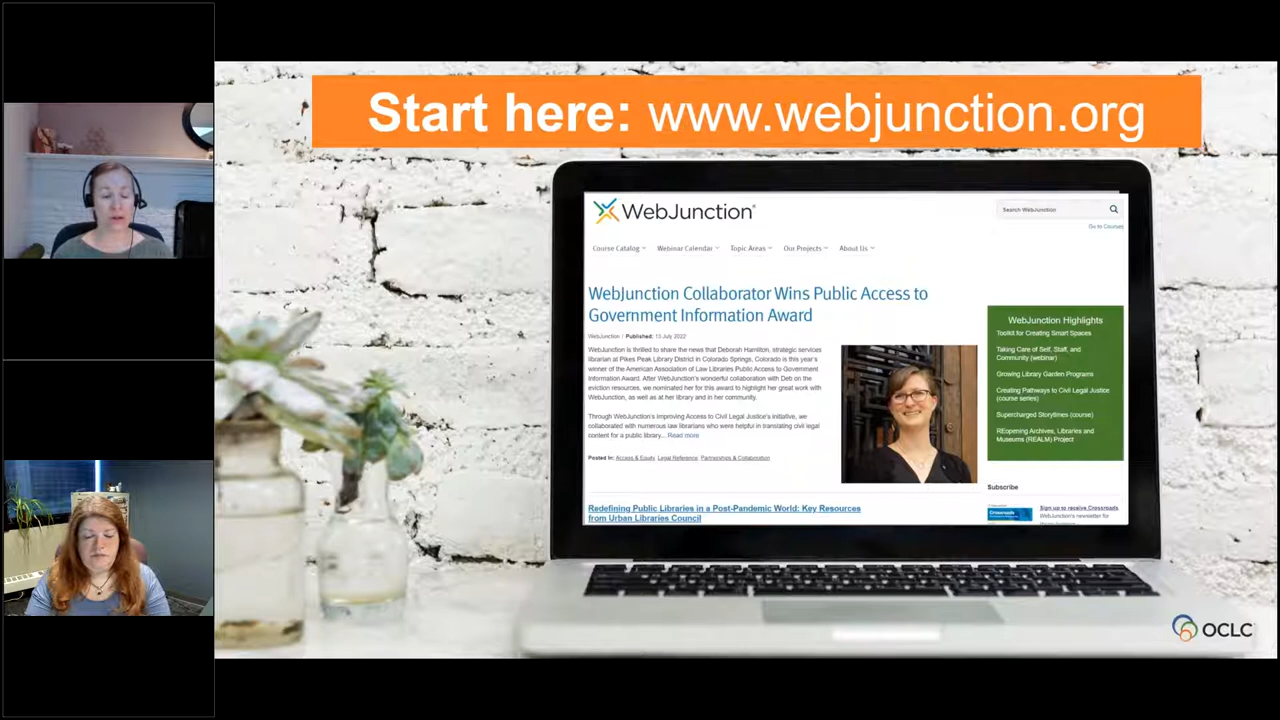 Start here: www.webjunction.org
WebJunction®
Search WebJunction
Go to Courses
Course Catalog
Webinar Calendar
Topic Areas
Our Projects
About Us
WebJunction Collaborator Wins Public Access to
Government Information Award
WebJunction / Published: 13 July 2022
WebJunction is thrilled to share the news that Deborah Hamilton, strategic services
librarian at Pikes Peak Library District in Colorado Springs, Colorado is this year's
winner of the American Association of Law Libraries Public Access to Government
Information Award. After WebJunction's wonderful collaboration with Deb on the
eviction resources, we nominated her for this award to highlight her great work with
WebJunction, as well as at her library and in her community.
Through WebJunction's Improving Access to Civil Legal Justice's initiative, we
collaborated with numerous law librarians who were helpful in translating civil legal
content for a public library... Read more
Posted in: Access & Equity Legal Reference Partnerships & Collaboration
Redefining Public Libraries in a Post-Pandemic World: Key Resources
from Urban Libraries Council
WebJunction Highlights
Toolkit for Creating Smart Spaces
Taking Care of Self, Staff, and
Community (webinar)
Growing Library Garden Programs
Creating Pathways to Civil Legal Justice
(course series)
Supercharged Storytimes (course)
REopening Archives, Libraries and
Museums (REALM) Project
Subscribe
Crossroads
Sign up to receive Crossroads
WebJunction's newsletter for
OCLC